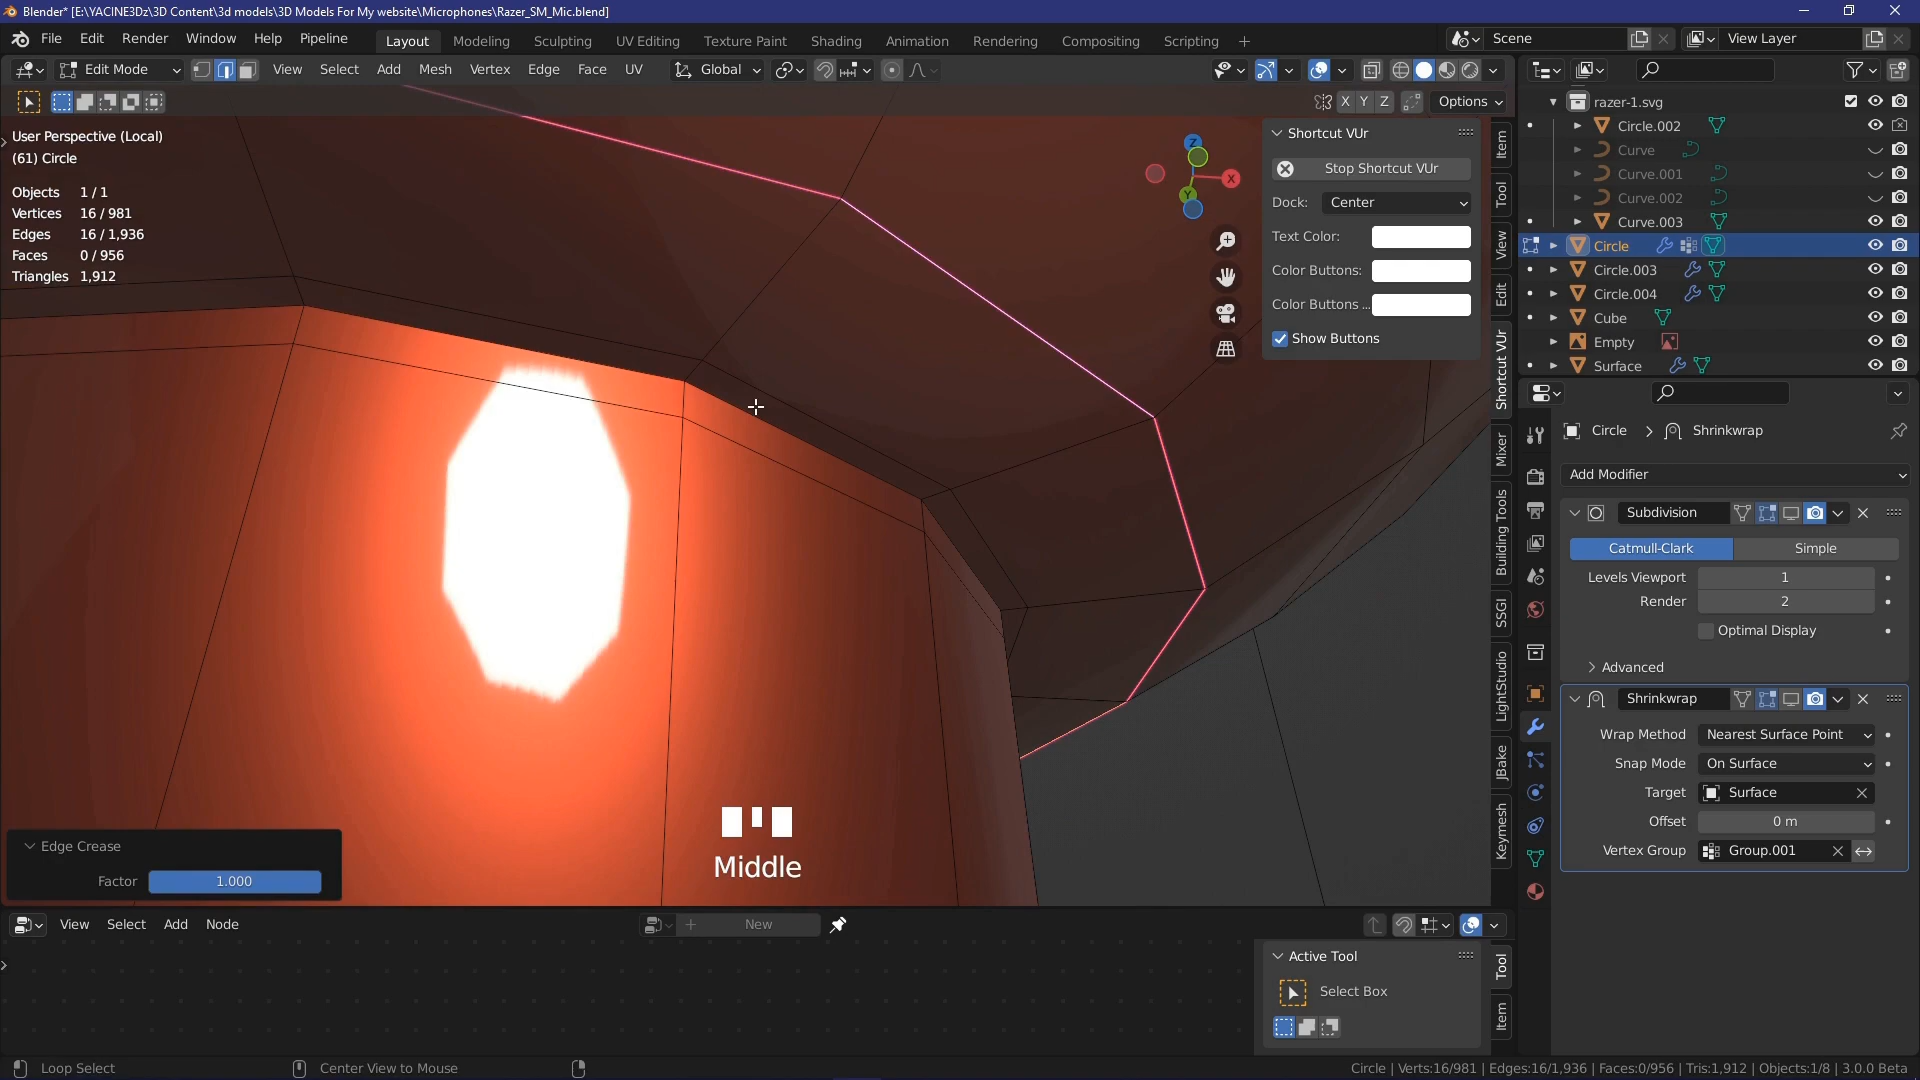 Blender* [E:\YACINE3Dz\3D Content\3d models\3D Models For My website\Microphones\Razer_SM_Mic.blend]
File Edit Render Window Help Pipeline Layout Modeling Sculpting UV Editing Texture Paint Shading Animation Rendering Compositing Scripting + Scene View Layer
Edit Mode View Select Add Mesh Vertex Edge Face UV Global
X Y Z Options
User Perspective (Local)
(61) Circle
Objects 1 / 1
Vertices 16 / 981
Edges 16 / 1,936
Faces 0 / 956
Triangles 1,912
Z
X
Y
Shortcut VUr
Stop Shortcut VUr
Dock: Center
Text Color:
Color Buttons:
Color Buttons ...
Show Buttons
Item
Tool
View
Edit
Shortcut VUr
Mixer
Building Tools
SSGI
LightStudio
JBake
Keymesh
razer-1.svg
Circle.002
Curve
Curve.001
Curve.002
Curve.003
Circle
Circle.003
Circle.004
Cube
Empty
Surface
Circle > Shrinkwrap
Add Modifier
Subdivision
Catmull-Clark Simple
Levels Viewport 1
Render 2
Optimal Display
Advanced
Shrinkwrap
Wrap Method Nearest Surface Point
Snap Mode On Surface
Target Surface
Offset 0 m
Vertex Group Group.001
Middle
Edge Crease
Factor 1.000
View Select Add Node New
Active Tool
Select Box
Tool
Item
Loop Select Center View to Mouse Circle | Verts:16/981 | Edges:16/1,936 | Faces:0/956 | Tris:1,912 | Objects:1/8 | 3.0.0 Beta